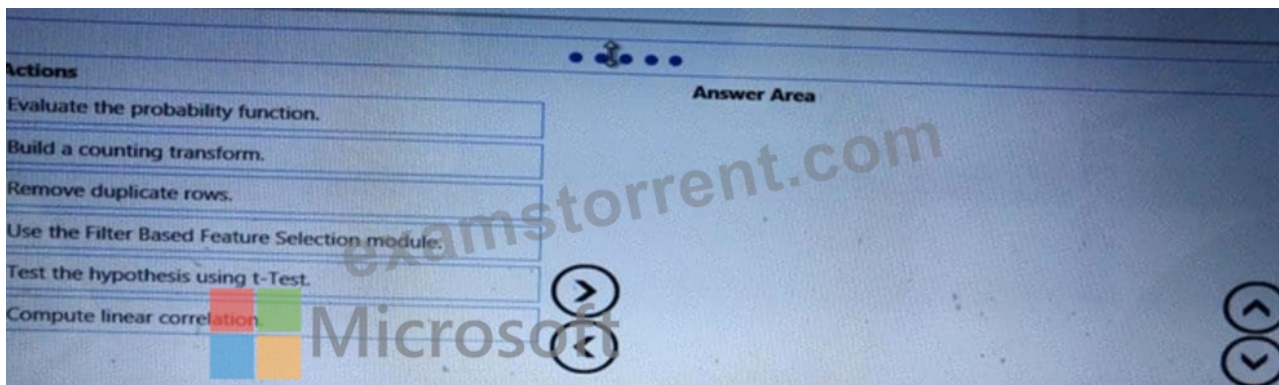 Actions
Answer Area
Evaluate the probability function.
Build a counting transform.
Remove duplicate rows.
Use the Filter Based Feature Selection module.
Test the hypothesis using t-Test.
Compute linear correlation.
examstorrent.com
Microsoft